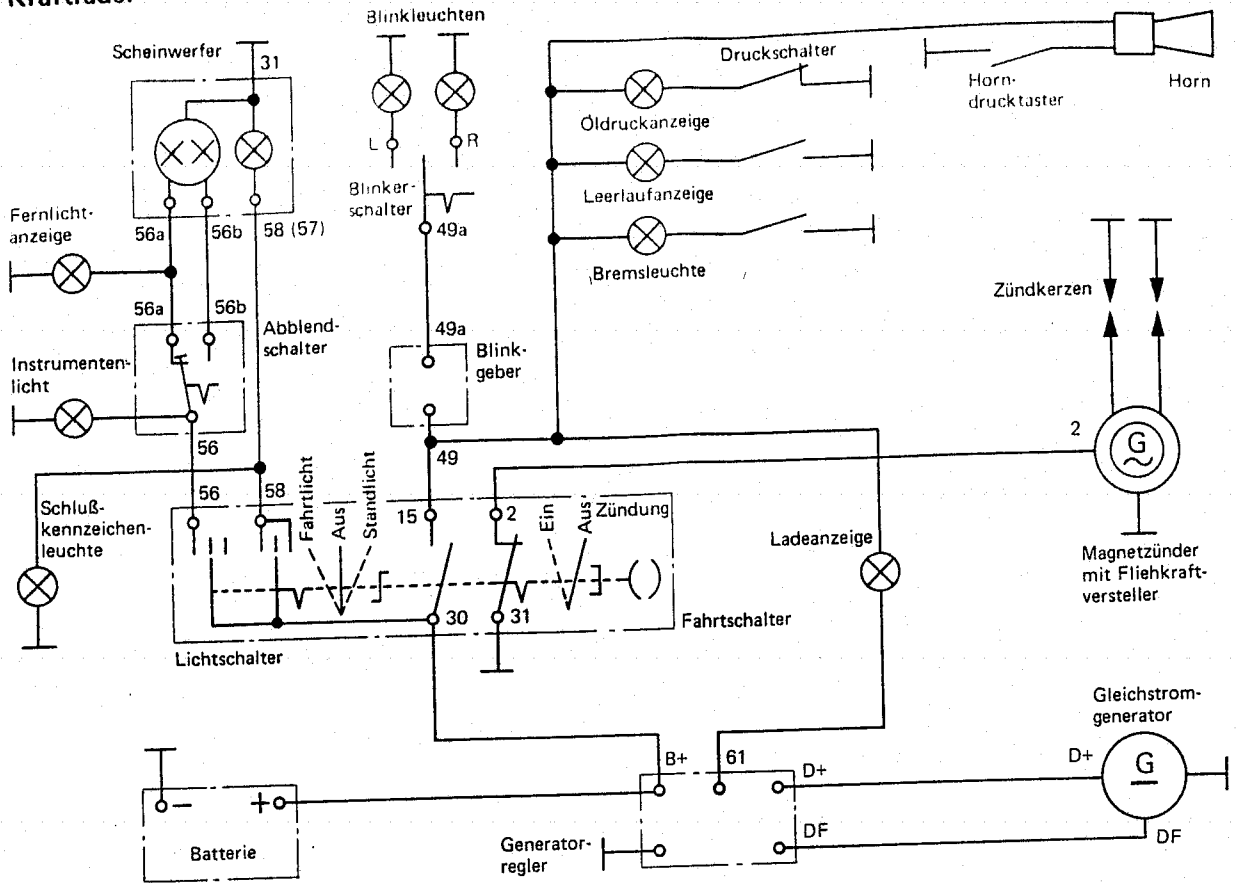 Blinkleuchten
Scheinwerfer
31
Druckschalter
Horn-
drucktaster
Horn
Öldruckanzeige
L
R
Leerlaufanzeige
Blinker-
schalter
Fernlicht-
anzeige
56a
56b
58 (57)
49a
Bremsleuchte
Zündkerzen
56a
56b
Abblend-
schalter
49a
Blink-
geber
Instrumenten-
licht
56
49
2
G
56
58
Fahrtlicht
Aus
Standlicht
15
2
Ein
Aus
Zündung
Schluß-
kennzeichen-
leuchte
Ladeanzeige
Magnetzünder
mit Fliehkraft-
versteller
30
31
Fahrtschalter
Lichtschalter
Gleichstrom-
generator
B+
61
D+
D+
G
−
+
Batterie
Generator-
regler
DF
DF